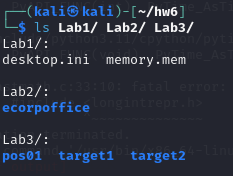 ┌──(kali㉿kali)-[~/hw6]
└─$ ls Lab1/ Lab2/ Lab3/
Lab1/:
desktop.ini  memory.mem

Lab2/:
ecorpoffice

Lab3/:
pos01  target1  target2